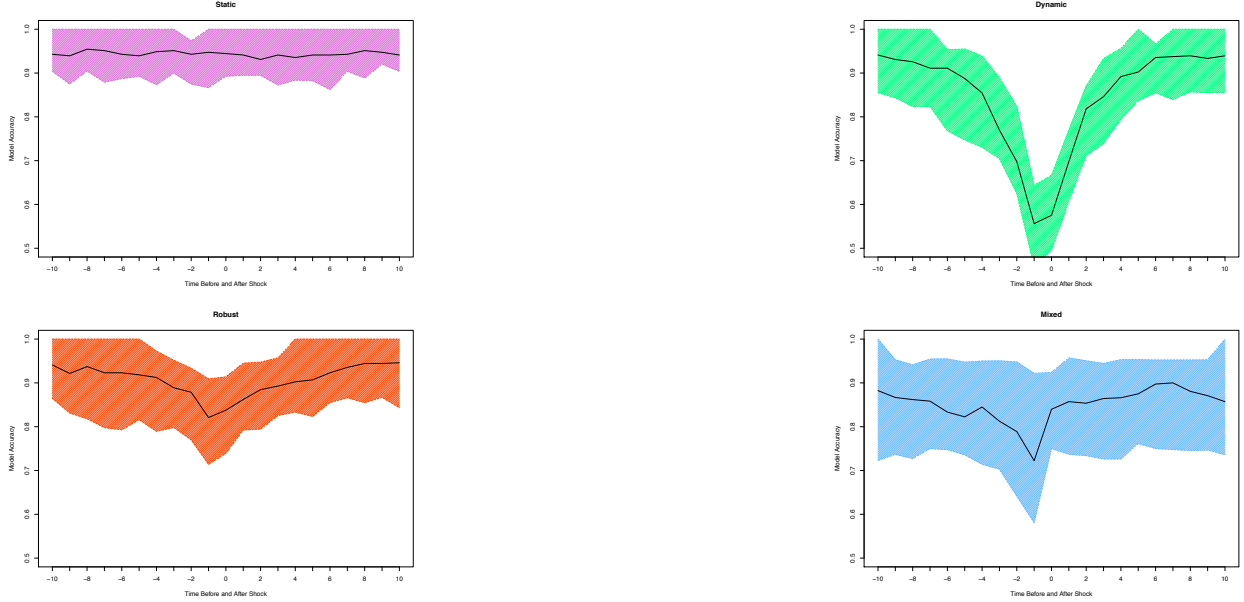 Static
Model Accuracy
1.0
0.9
0.8
0.7
0.6
0.5
−10 −8 −6 −4 −2 0 2 4 6 8 10
Time Before and After Shock
Dynamic
Model Accuracy
1.0
0.9
0.8
0.7
0.6
0.5
−10 −8 −6 −4 −2 0 2 4 6 8 10
Time Before and After Shock
Robust
Model Accuracy
1.0
0.9
0.8
0.7
0.6
0.5
−10 −8 −6 −4 −2 0 2 4 6 8 10
Time Before and After Shock
Mixed
Model Accuracy
1.0
0.9
0.8
0.7
0.6
0.5
−10 −8 −6 −4 −2 0 2 4 6 8 10
Time Before and After Shock